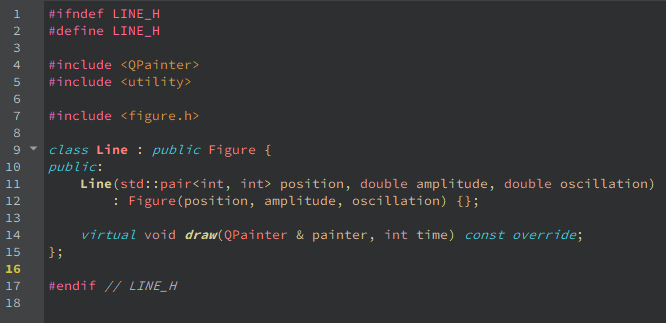 1 #ifndef LINE_H
2 #define LINE_H
3
4 #include <QPainter>
5 #include <utility>
6
7 #include <figure.h>
8
9 class Line : public Figure {
10 public:
11     Line(std::pair<int, int> position, double amplitude, double oscillation)
12         : Figure(position, amplitude, oscillation) {};
13
14     virtual void draw(QPainter & painter, int time) const override;
15 };
16
17 #endif // LINE_H
18